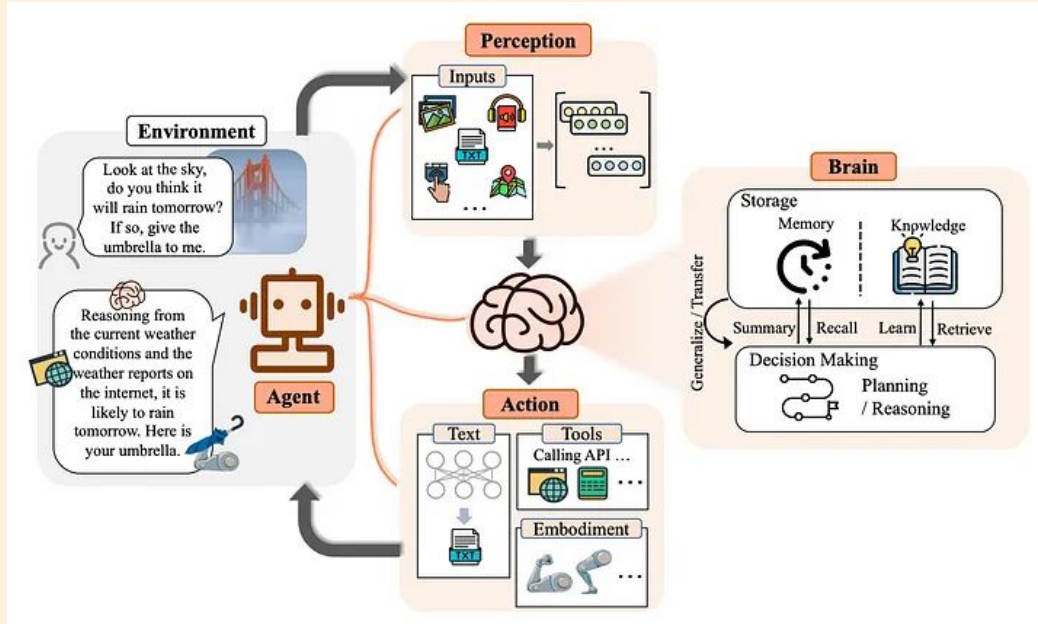 Perception
Inputs
TXT
...
...
Environment
Look at the sky,
do you think it
will rain tomorrow?
If so, give the
umbrella to me.
Reasoning from
the current weather
conditions and the
weather reports on
the internet, it is
likely to rain
tomorrow. Here is
your umbrella.
Agent
Brain
Storage
Memory
Knowledge
Generalize / Transfer
Summary
Recall
Learn
Retrieve
Decision Making
Planning
/ Reasoning
Action
Text
TXT
Tools
Calling API ...
...
Embodiment
...